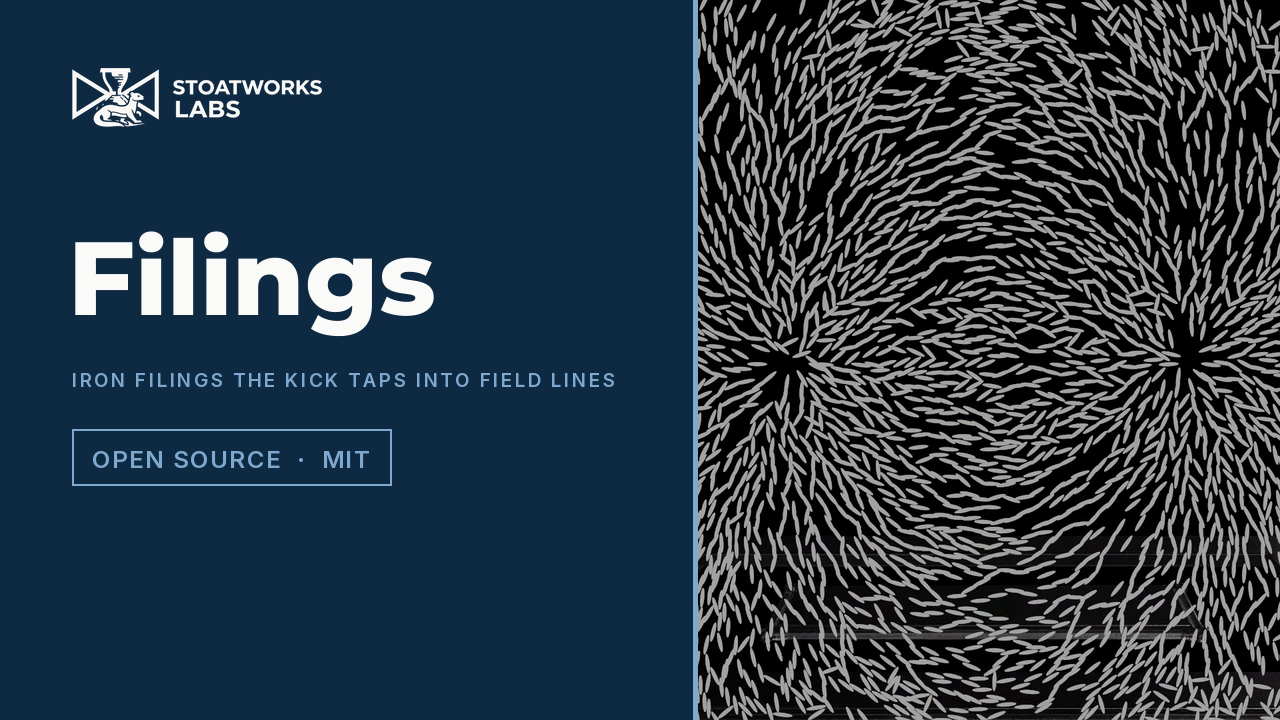 STOATWORKS
LABS
Filings
IRON FILINGS THE KICK TAPS INTO FIELD LINES
OPEN SOURCE · MIT